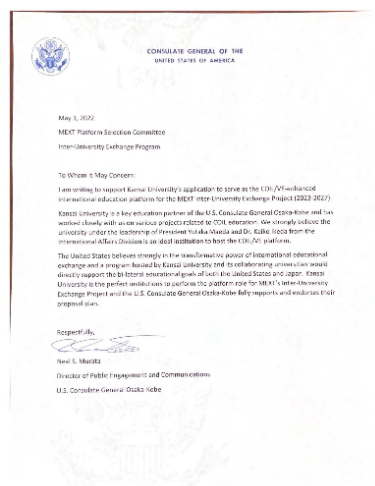 CONSULATE GENERAL OF THE
UNITED STATES OF AMERICA
May 3, 2022
MEXT Platform Selection Committee
Inter-University Exchange Program
To Whom It May Concern:
I am writing to support Kansai University's application to serve as the COIL/VE-enhanced
international education platform for the MEXT Inter-University Exchange Project (2023-2027)
Kansai University is a key education partner of the U.S. Consulate General Osaka-Kobe and has
worked closely with us on various projects related to COIL education. We strongly believe the
university under the leadership of President Yutaka Maeda and Dr. Keiko Ikeda from the
International Affairs Division is an ideal institution to host the COIL/VE platform.
The United States believes strongly in the transformative power of international educational
exchange and a program hosted by Kansai University and its collaborating universities would
directly support the bi-lateral educational goals of both the United States and Japan. Kansai
University is the perfect institutions to perform the platform role for MEXT's Inter-University
Exchange Project and the U.S. Consulate General Osaka-Kobe fully supports and endorses their
proposal plan.
Respectfully,
Neal S. Murata
Director of Public Engagement and Communications
U.S. Consulate General Osaka-Kobe